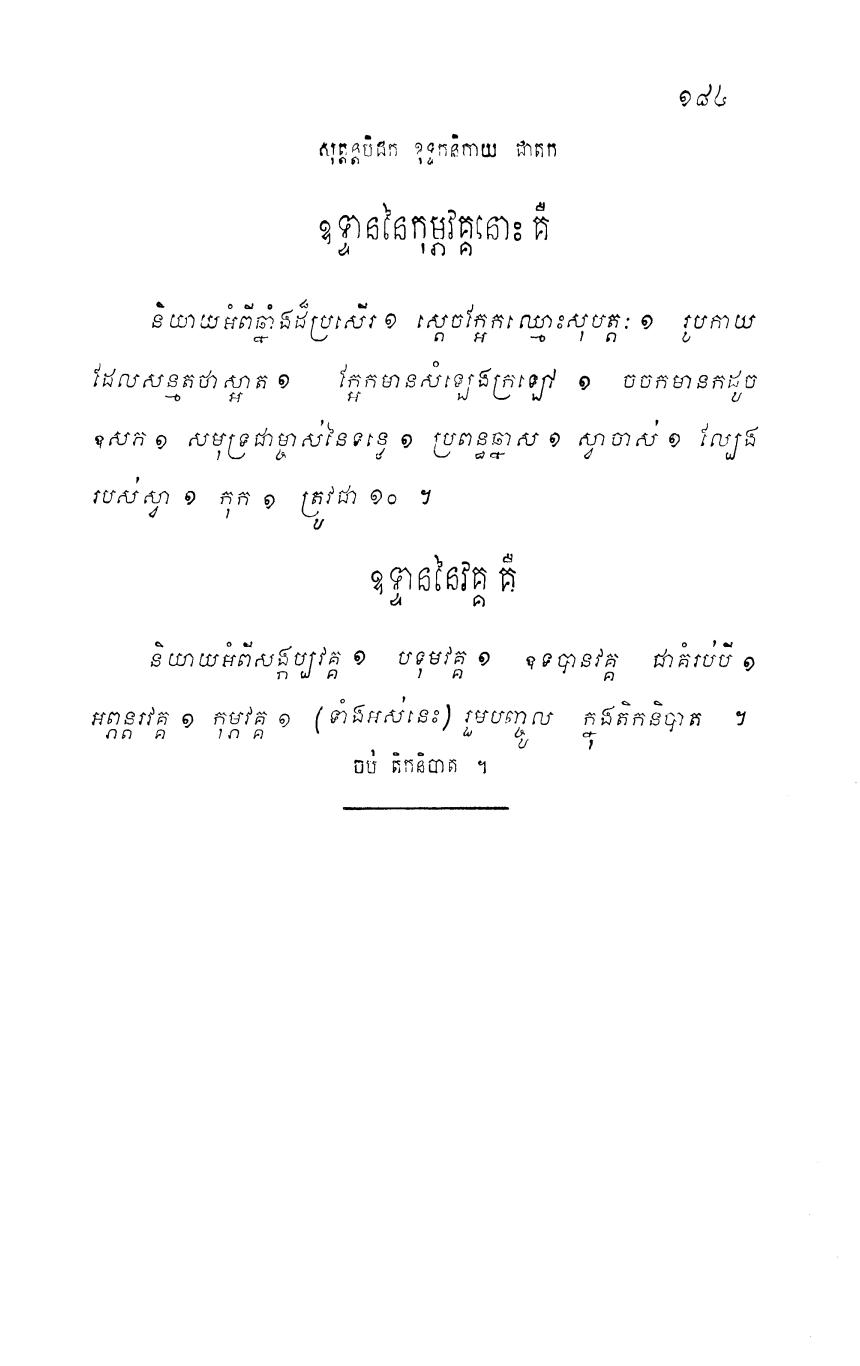 ១៨៤
សុត្តន្តបិដក ខុទ្ទកនិកាយ ជាតក
ឧទ្ទាននៃកុម្ភវគ្គនោះ គឺ
និយាយអំពីឆ្នាំងដ៏ប្រសើរ ១ ស្តេចក្អែកឈ្មោះសុបត្តៈ ១ រូបកាយ
ដែលសន្មតថាស្អាត ១ ក្អែកមានសំឡេងក្រឡៅ ១ ចចកមានកដូច
ឧសក ១ សមុទ្រជាម្ចាស់នៃទន្ទេ ១ ប្រពន្ធឆ្នាស ១ ស្វាចាស់ ១ ល្បែង
របស់ស្វា ១ កុក ១ ត្រូវជា ១០ ។
ឧទ្ទាននៃវគ្គ គឺ
និយាយអំពីសង្កប្បវគ្គ ១ បទុមវគ្គ ១ ឧទបានវគ្គ ជាគំរប់បី ១
អព្ភន្តរវគ្គ ១ កុម្ភវគ្គ ១ (ទាំងអស់នេះ) រួមបញ្ចូល ក្នុងតិកនិបាត ។
ចប់ តិកនិបាត ។